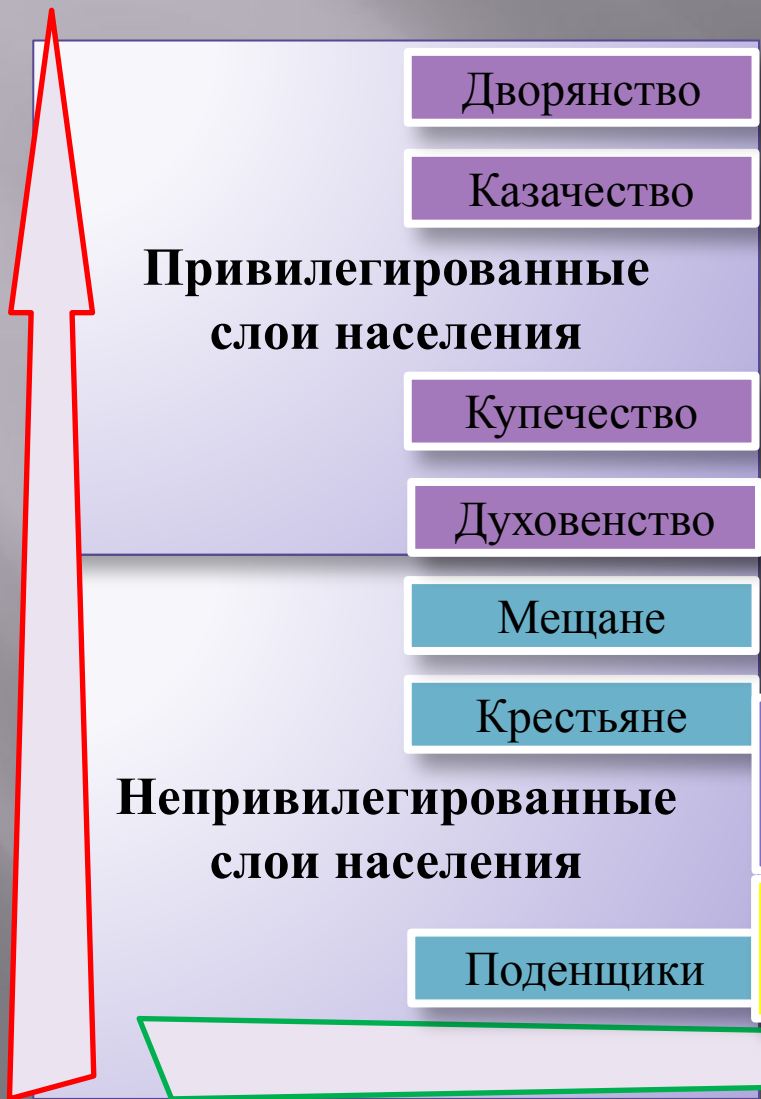 Дворянство
Казачество
Привилегированные
слои населения
Купечество
Духовенство
Мещане
Крестьяне
Непривилегированные
слои населения
Поденщики